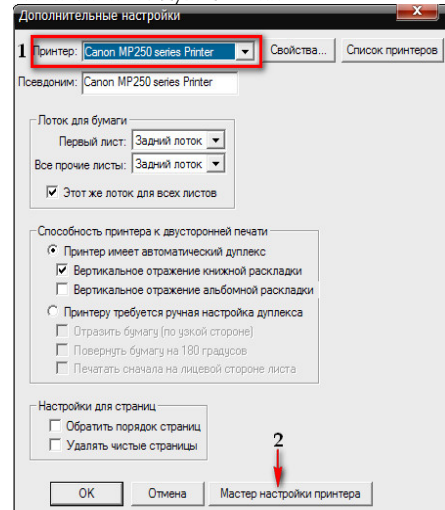 Дополнительные настройки
1 Принтер: Canon MP250 series Printer Свойства... Список принтеров
Псевдоним: Canon MP250 series Printer
Лоток для бумаги
Первый лист: Задний лоток
Все прочие листы: Задний лоток
Этот же лоток для всех листов
Способность принтера к двусторонней печати
Принтер имеет автоматический дуплекс
Вертикальное отражение книжной раскладки
Вертикальное отражение альбомной раскладки
Принтеру требуется ручная настройка дуплекса
Отразить бумагу (по узкой стороне)
Повернуть бумагу на 180 градусов
Печатать сначала на лицевой стороне листа
Настройки для страниц
Обратить порядок страниц
Удалять чистые страницы
2
OK Отмена Мастер настройки принтера